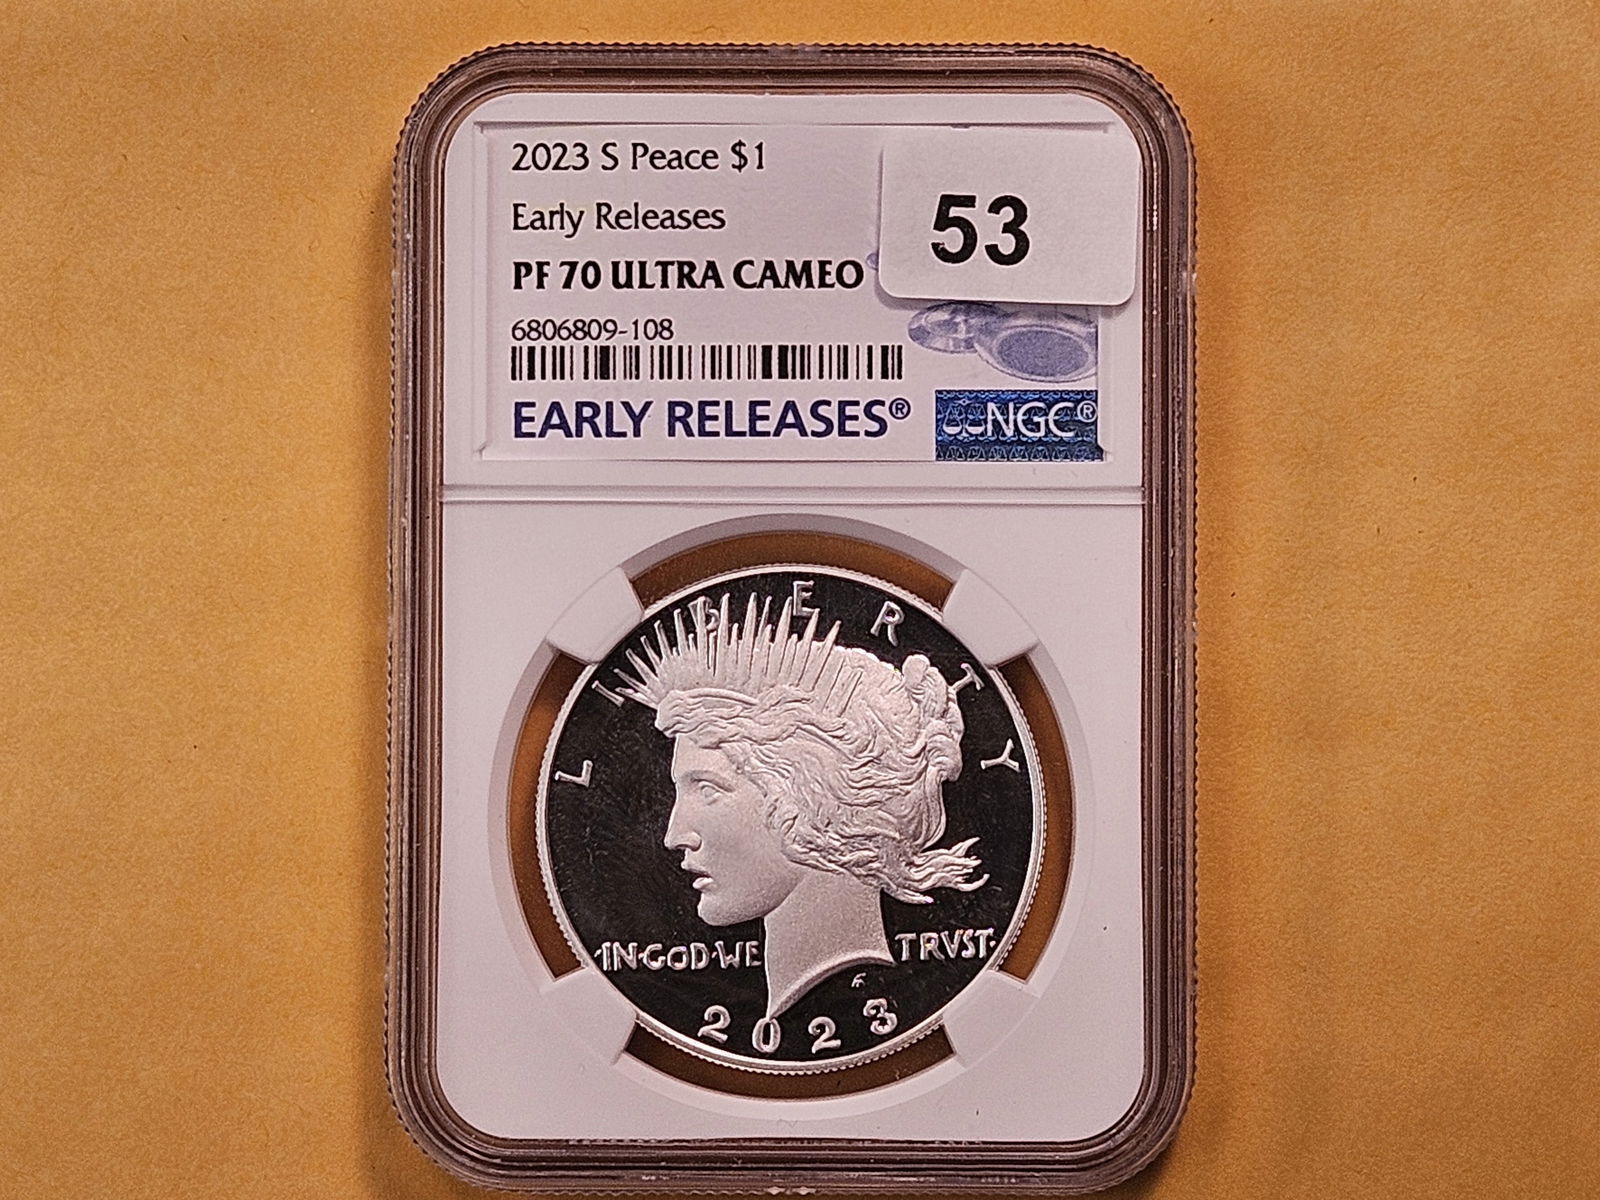 2023 S Peace $1
53
Early Releases
PF 70 ULTRA CAMEO
6806809-108
EARLY RELEASES®
NGC®
LIBERTY
IN·GOD·WE TRVST·
2023